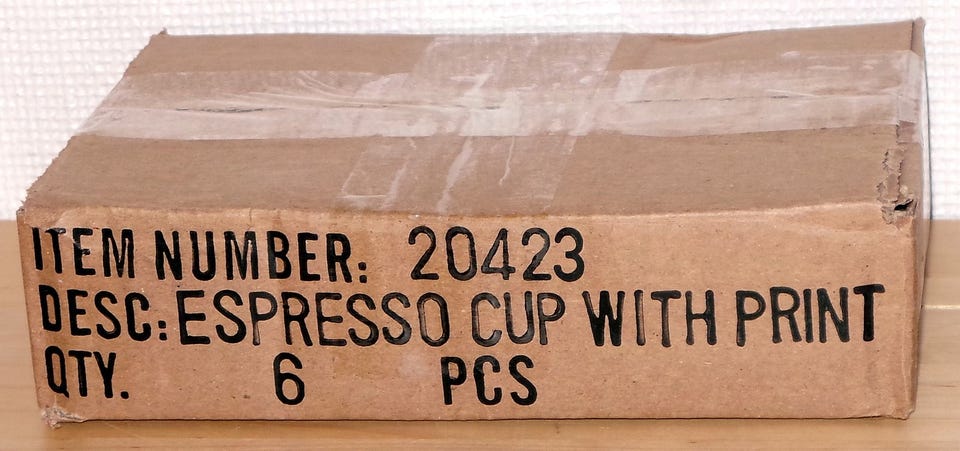 ITEM NUMBER: 20423
DESC: ESPRESSO CUP WITH PRINT
QTY. 6 PCS